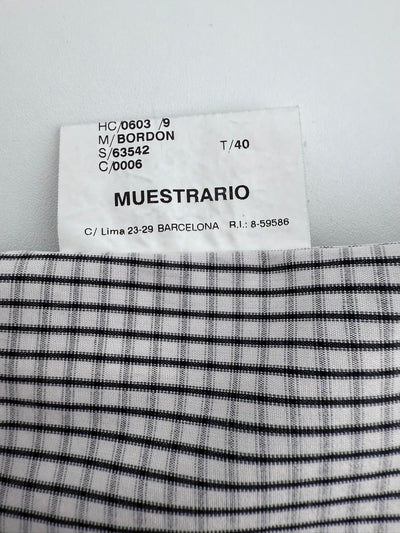 HC/0603 /9
M/BORDON
S/63542 T/40
C/0006
MUESTRARIO
C/ Lima 23-29 BARCELONA R.I.: 8-59586